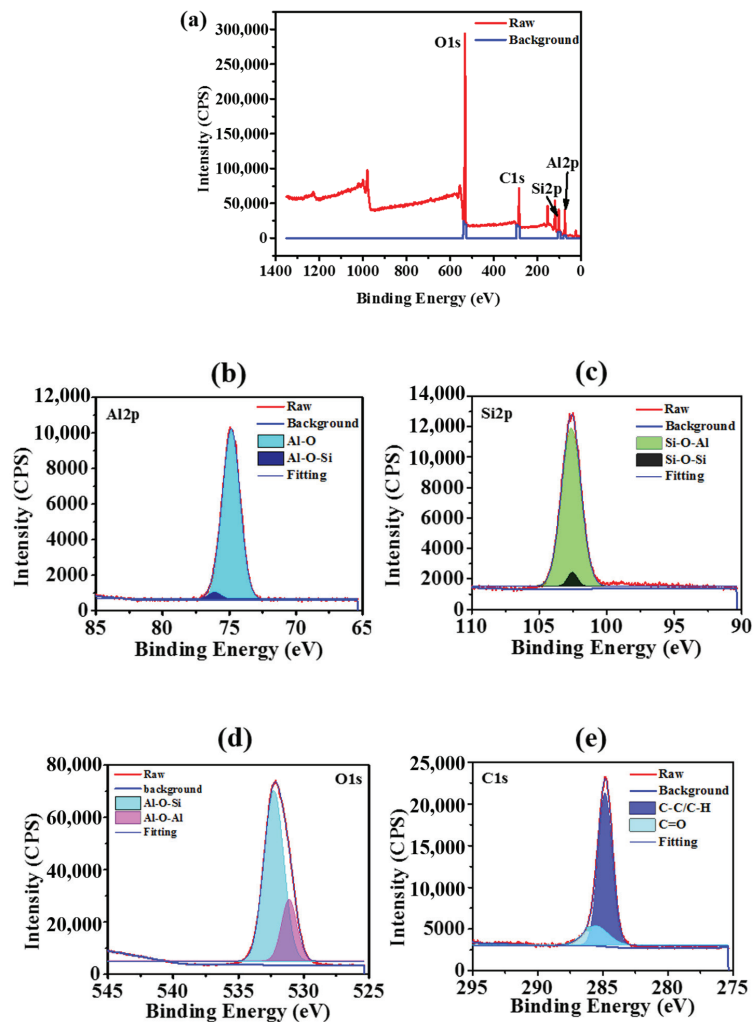 (a)
Raw
Background
O1s
C1s
Si2p
Al2p
300,000
250,000
200,000
150,000
100,000
50,000
0
1400 1200 1000 800 600 400 200 0
Intensity (CPS)
Binding Energy (eV)
(b)
Al2p
Raw
Background
Al-O
Al-O-Si
Fitting
12,000
10,000
8000
6000
4000
2000
0
85 80 75 70 65
Intensity (CPS)
Binding Energy (eV)
(c)
Si2p
Raw
Background
Si-O-Al
Si-O-Si
Fitting
14,000
12,000
10,000
8000
6000
4000
2000
0
110 105 100 95 90
Intensity (CPS)
Binding Energy (eV)
(d)
O1s
Raw
background
Al-O-Si
Al-O-Al
Fitting
80,000
60,000
40,000
20,000
0
545 540 535 530 525
Intensity (CPS)
Binding Energy (eV)
(e)
C1s
Raw
Background
C-C/C-H
C=O
Fitting
25,000
20,000
15,000
10,000
5000
0
295 290 285 280 275
Intensity (CPS)
Binding Energy (eV)